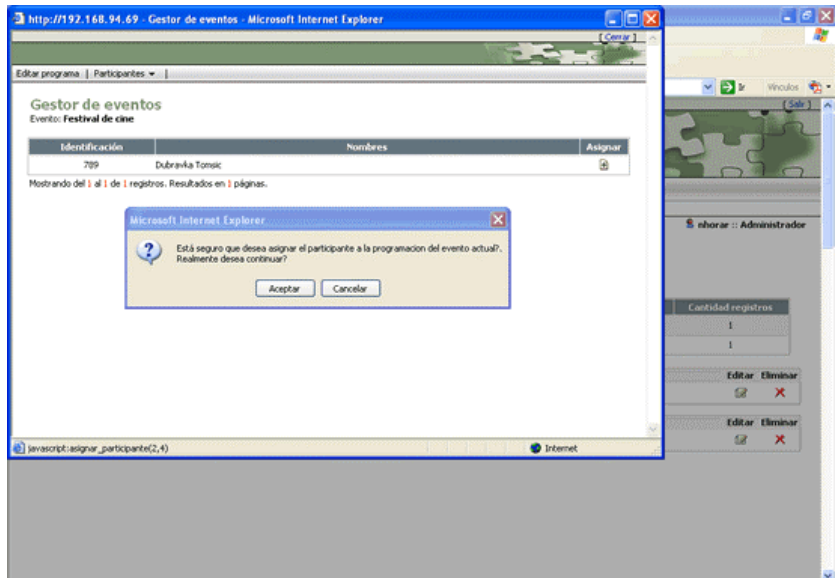 http://192.168.94.69 - Gestor de eventos - Microsoft Internet Explorer
[ Cerrar ]
Editar programa | Participantes |
Gestor de eventos
Evento: Festival de cine
Identificación Nombres Asignar
789 Dubravka Tomsic
Mostrando del 1 al 1 de 1 registros. Resultados en 1 páginas.
Microsoft Internet Explorer
Está seguro que desea asignar el participante a la programacion del evento actual?.
Realmente desea continuar?
Aceptar Cancelar
javascript:asignar_participante(2,4)
Internet
Ir Vínculos
[ Salir ]
nhorar :: Administrador
Cantidad registros
1
1
Editar Eliminar
Editar Eliminar